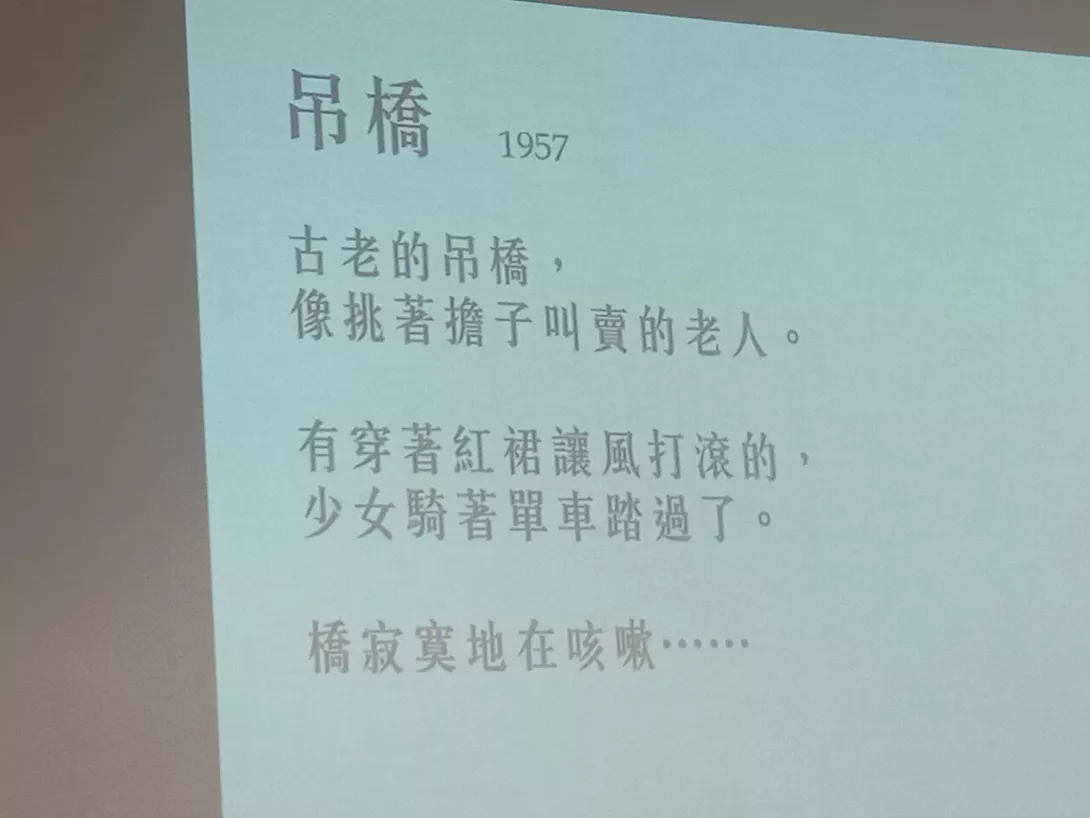 吊橋 1957
古老的吊橋，
像挑著擔子叫賣的老人。
有穿著紅裙讓風打滾的，
少女騎著單車踏過了。
橋寂寞地在咳嗽……